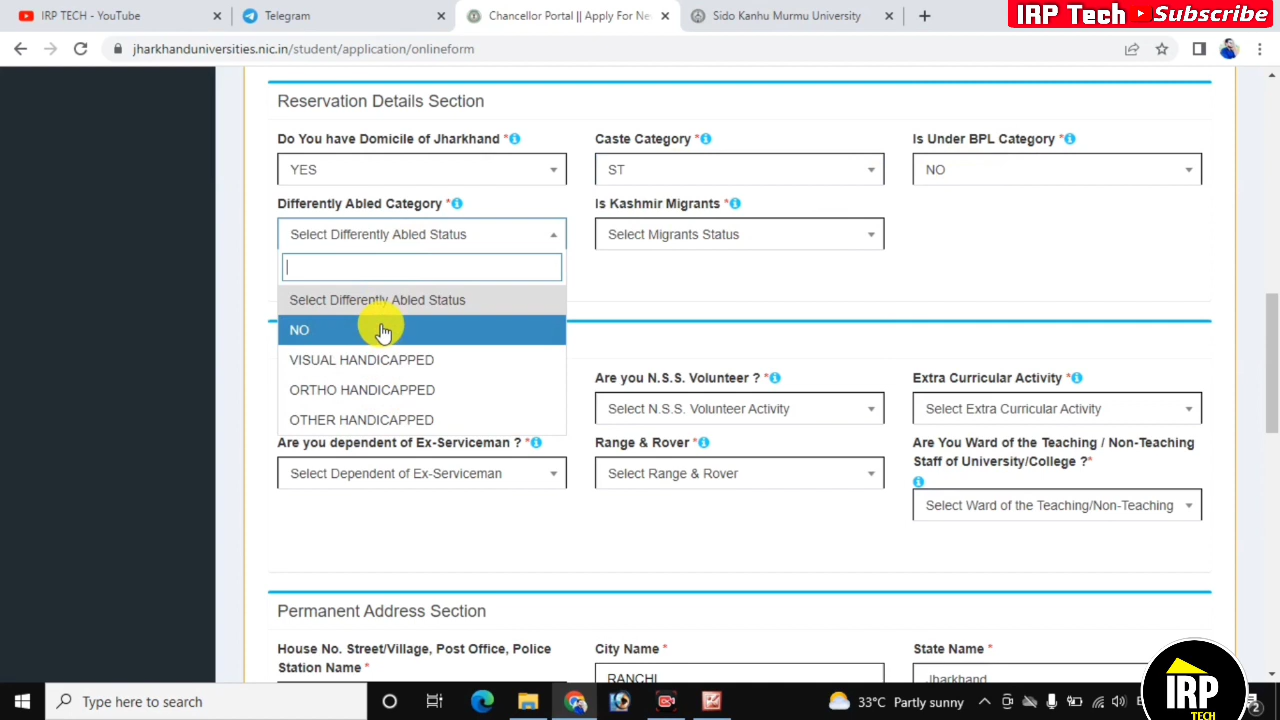 IRP TECH - YouTube
Telegram
Chancellor Portal || Apply For Ne
Sido Kanhu Murmu University
IRP Tech Subscribe
jharkhanduniversities.nic.in/student/application/onlineform
Reservation Details Section
Do You have Domicile of Jharkhand *
Caste Category *
Is Under BPL Category *
YES
ST
NO
Differently Abled Category *
Is Kashmir Migrants *
Select Differently Abled Status
Select Migrants Status
Select Differently Abled Status
NO
VISUAL HANDICAPPED
ORTHO HANDICAPPED
OTHER HANDICAPPED
Are you N.S.S. Volunteer ? *
Extra Curricular Activity *
Select N.S.S. Volunteer Activity
Select Extra Curricular Activity
Are you dependent of Ex-Serviceman ? *
Range & Rover *
Are You Ward of the Teaching / Non-Teaching
Staff of University/College ?*
Select Dependent of Ex-Serviceman
Select Range & Rover
Select Ward of the Teaching/Non-Teaching
Permanent Address Section
House No. Street/Village, Post Office, Police
Station Name *
City Name *
State Name *
RANCHI
Jharkhand
Type here to search
33°C Partly sunny
2
IRP
TECH